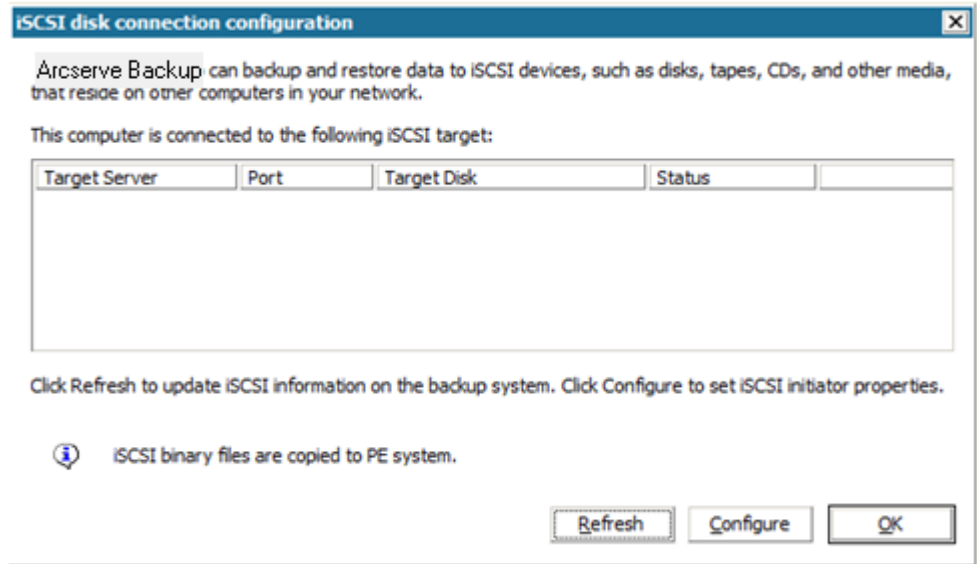 iSCSI disk connection configuration
Arcserve Backup can backup and restore data to iSCSI devices, such as disks, tapes, CDs, and other media,
that reside on other computers in your network.
This computer is connected to the following iSCSI target:
Target Server Port Target Disk Status
Click Refresh to update iSCSI information on the backup system. Click Configure to set iSCSI initiator properties.
iSCSI binary files are copied to PE system.
Refresh Configure OK